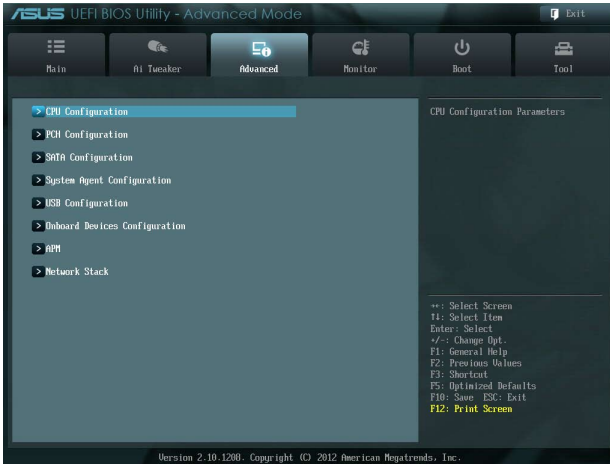 ASUS UEFI BIOS Utility - Advanced Mode
Exit
Main
Ai Tweaker
Advanced
Monitor
Boot
Tool
> CPU Configuration
> PCH Configuration
> SATA Configuration
> System Agent Configuration
> USB Configuration
> Onboard Devices Configuration
> APM
> Network Stack
CPU Configuration Parameters
→←: Select Screen
↑↓: Select Item
Enter: Select
+/-: Change Opt.
F1: General Help
F2: Previous Values
F3: Shortcut
F5: Optimized Defaults
F10: Save ESC: Exit
F12: Print Screen
Version 2.10.1208. Copyright (C) 2012 American Megatrends, Inc.